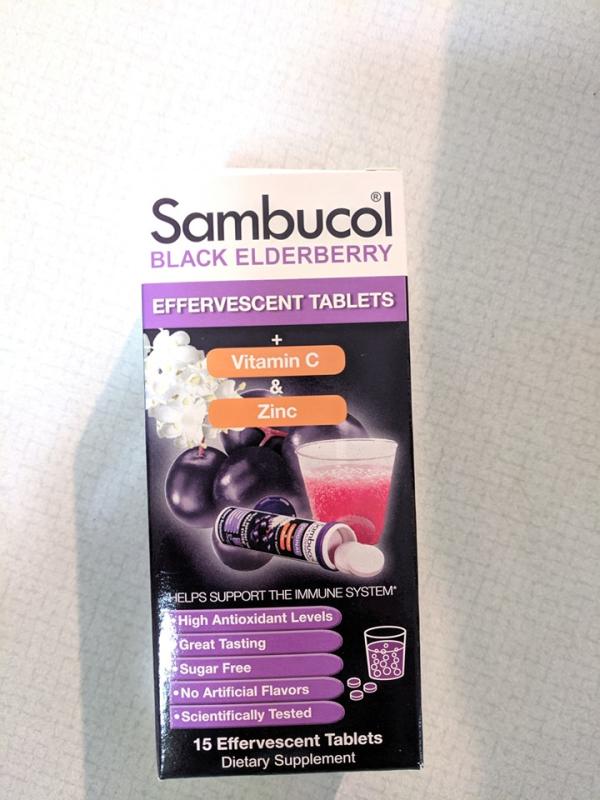 Sambucol®
BLACK ELDERBERRY
EFFERVESCENT TABLETS
+
Vitamin C
&
Zinc
Sambucol
HELPS SUPPORT THE IMMUNE SYSTEM*
• High Antioxidant Levels
• Great Tasting
• Sugar Free
• No Artificial Flavors
• Scientifically Tested
15 Effervescent Tablets
Dietary Supplement